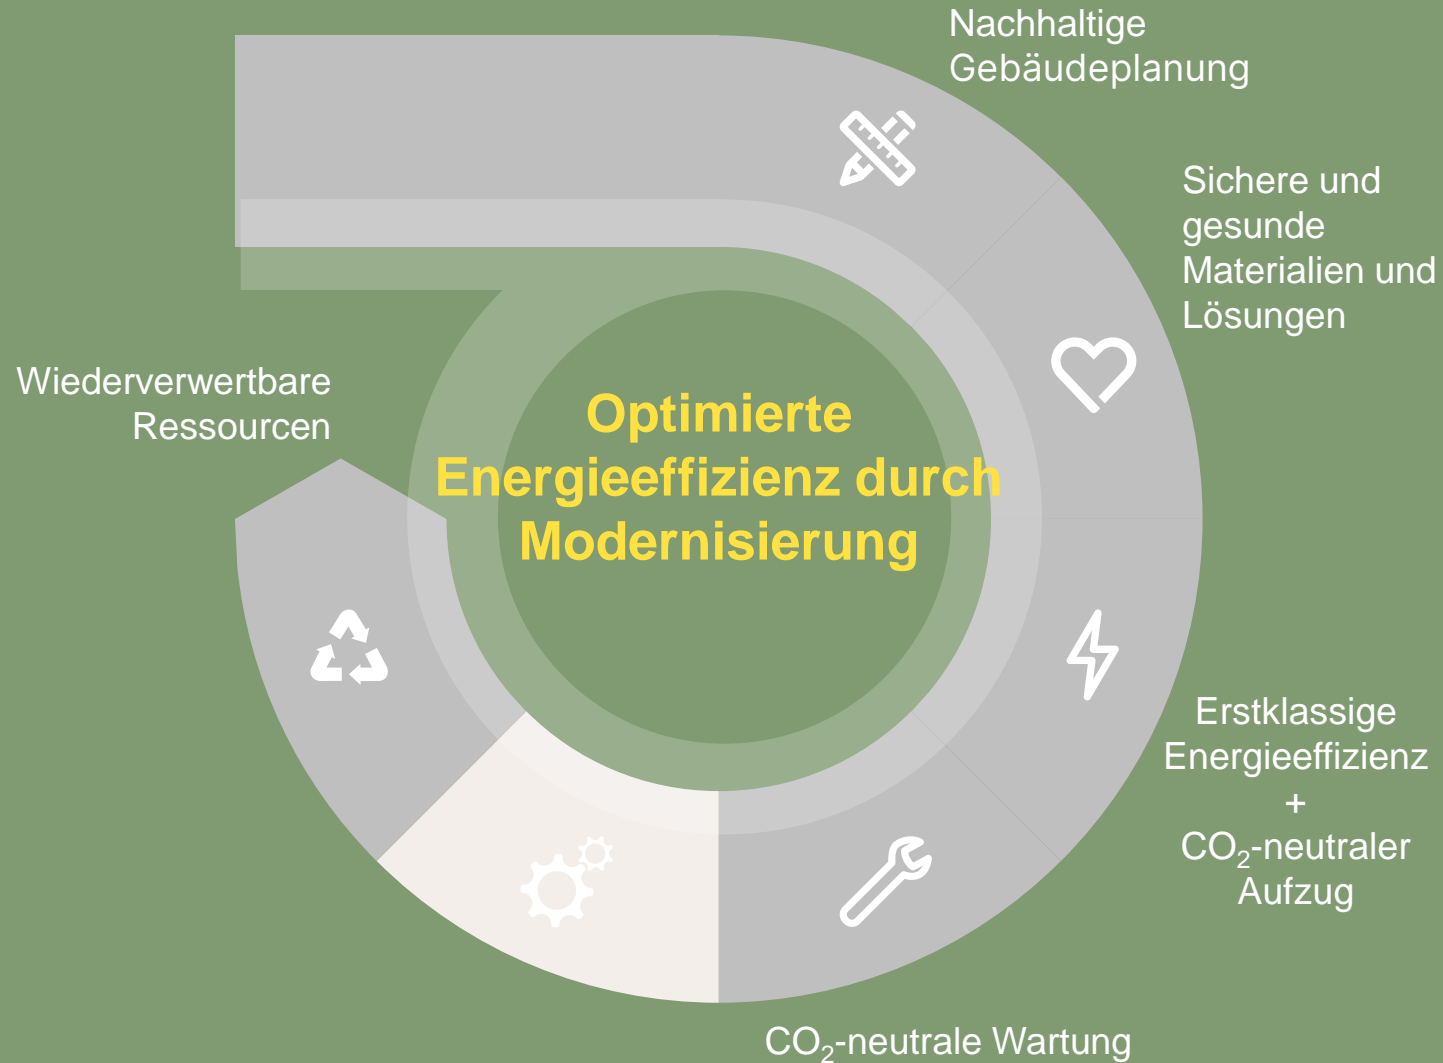 Nachhaltige
Gebäudeplanung
Sichere und
gesunde
Materialien und
Lösungen
Wiederverwertbare
Ressourcen
Optimierte
Energieeffizienz durch
Modernisierung
Erstklassige
Energieeffizienz
+
CO₂-neutraler
Aufzug
CO₂-neutrale Wartung